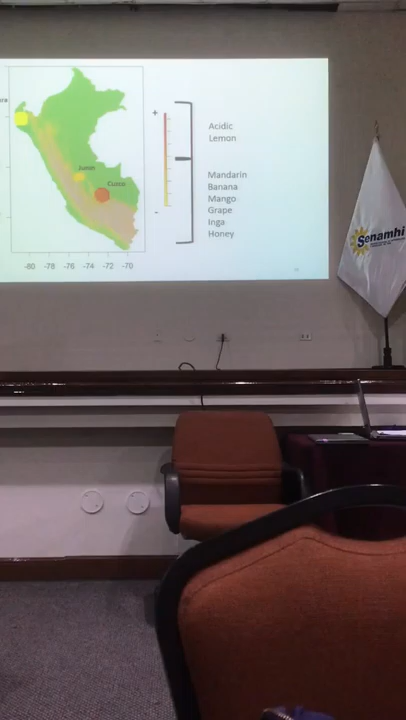 Junin
Cusco
-80 -78 -76 -74 -72 -70
+
-
Acidic
Lemon
Mandarin
Banana
Mango
Grape
Inga
Honey
Senamhi